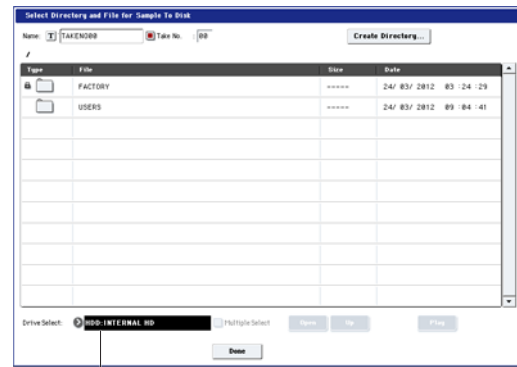 Select Directory and File for Sample To Disk
Name: T TAKENO00 Take No. : 00 Create Directory...
/
Type File Size Date
FACTORY ----- 24/ 03/ 2012 03 :24 :29
USERS ----- 24/ 03/ 2012 09 :04 :41
Drive Select: HDD:INTERNAL HD Multiple Select Open Up Play
Done